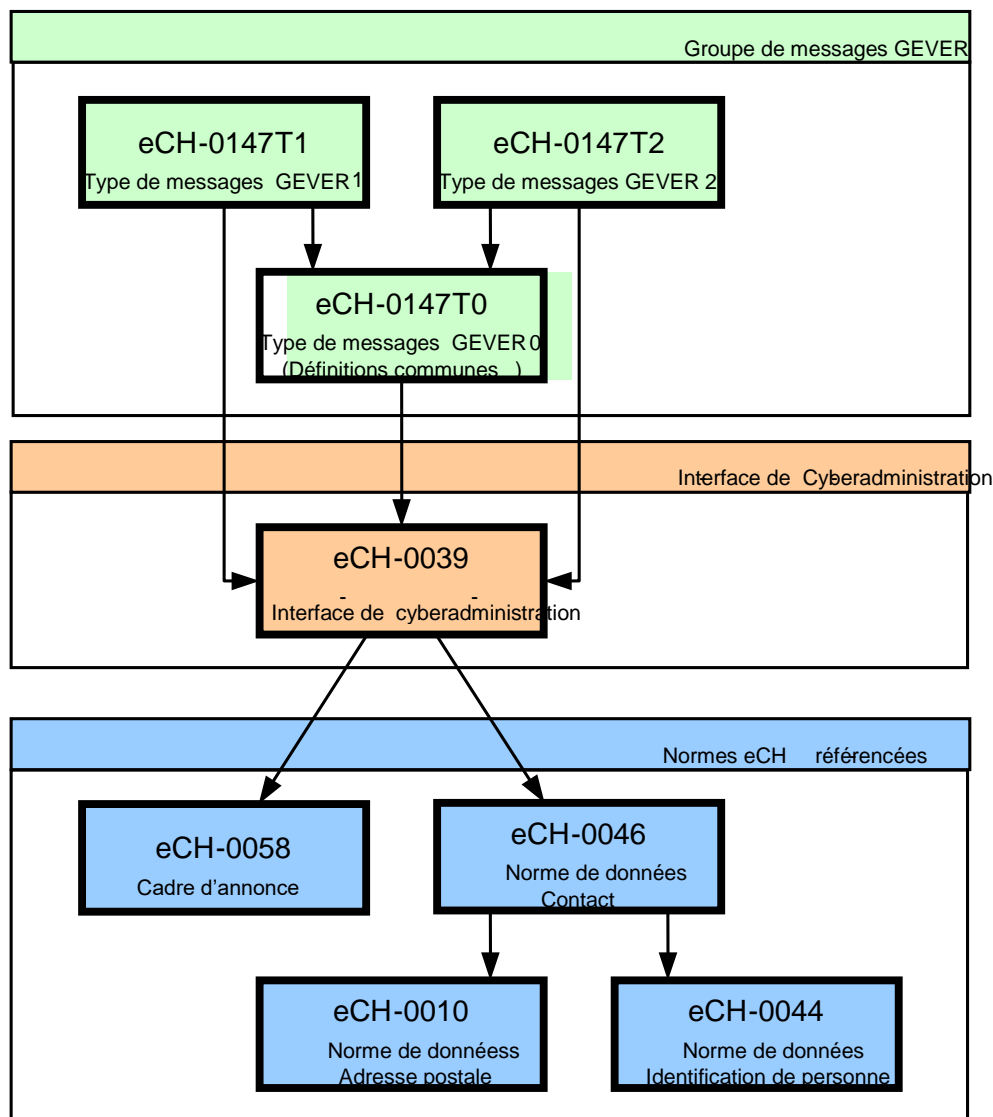 Groupe de messages GEVER
eCH-0147T1
Type de messages GEVER 1
eCH-0147T2
Type de messages GEVER 2
eCH-0147T0
Type de messages GEVER 0
(Définitions communes )
Interface de Cyberadministration
eCH-0039
- -
Interface de cyberadministration
Normes eCH référencées
eCH-0058
Cadre d’annonce
eCH-0046
Norme de données
Contact
eCH-0010
Norme de donnéess
Adresse postale
eCH-0044
Norme de données
Identification de personne